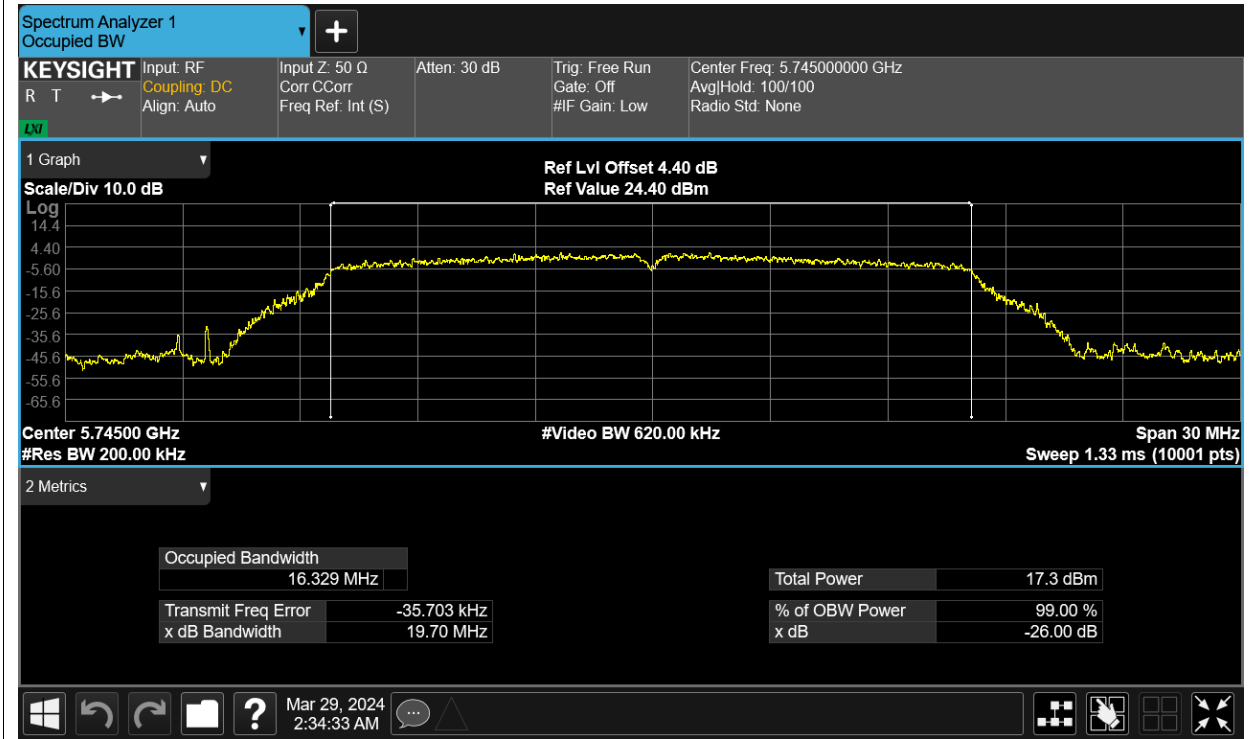 Spectrum Analyzer 1
Occupied BW
KEYSIGHT
R T
LXI
Input: RF
Coupling: DC
Align: Auto
Input Z: 50 Ω
Corr CCorr
Freq Ref: Int (S)
Atten: 30 dB
Trig: Free Run
Gate: Off
#IF Gain: Low
Center Freq: 5.745000000 GHz
Avg|Hold: 100/100
Radio Std: None
1 Graph
Scale/Div 10.0 dB
Ref Lvl Offset 4.40 dB
Ref Value 24.40 dBm
Log
14.4
4.40
-5.60
-15.6
-25.6
-35.6
-45.6
-55.6
-65.6
Center 5.74500 GHz
#Res BW 200.00 kHz
#Video BW 620.00 kHz
Span 30 MHz
Sweep 1.33 ms (10001 pts)
2 Metrics
Occupied Bandwidth
16.329 MHz
Transmit Freq Error -35.703 kHz
x dB Bandwidth 19.70 MHz
Total Power 17.3 dBm
% of OBW Power 99.00 %
x dB -26.00 dB
?
Mar 29, 2024
2:34:33 AM